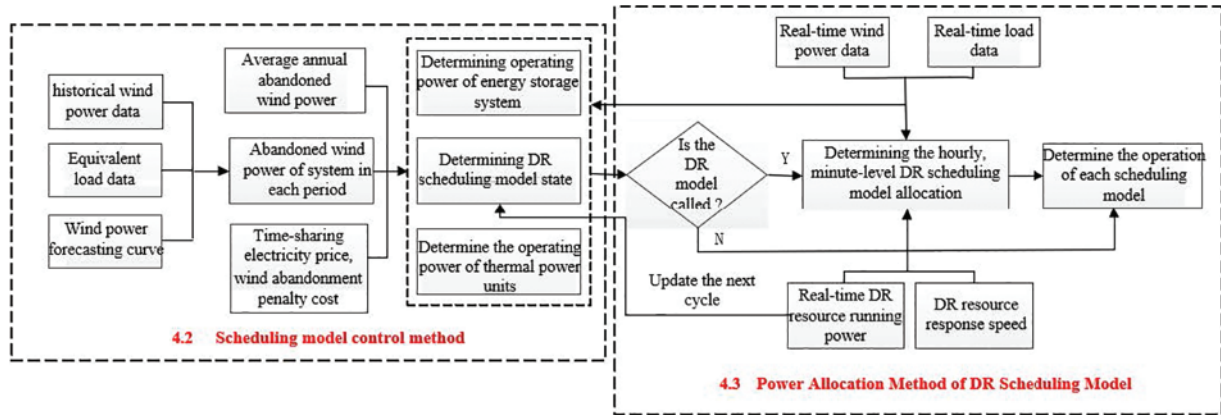 historical wind
power data
Equivalent
load data
Wind power
forecasting curve
Average annual
abandoned
wind power
Abandoned wind
power of system in
each period
Time-sharing
electricity price,
wind abandonment
penalty cost
Determining operating
power of energy storage
system
Determining DR
scheduling model state
Determine the operating
power of thermal power
units
4.2 Scheduling model control method
Real-time wind
power data
Real-time load
data
Is the
DR
model
called ?
Y
N
Determining the hourly,
minute-level DR scheduling
model allocation
Determine the operation
of each scheduling
model
Update the next
cycle
Real-time DR
resource running
power
DR resource
response speed
4.3 Power Allocation Method of DR Scheduling Model